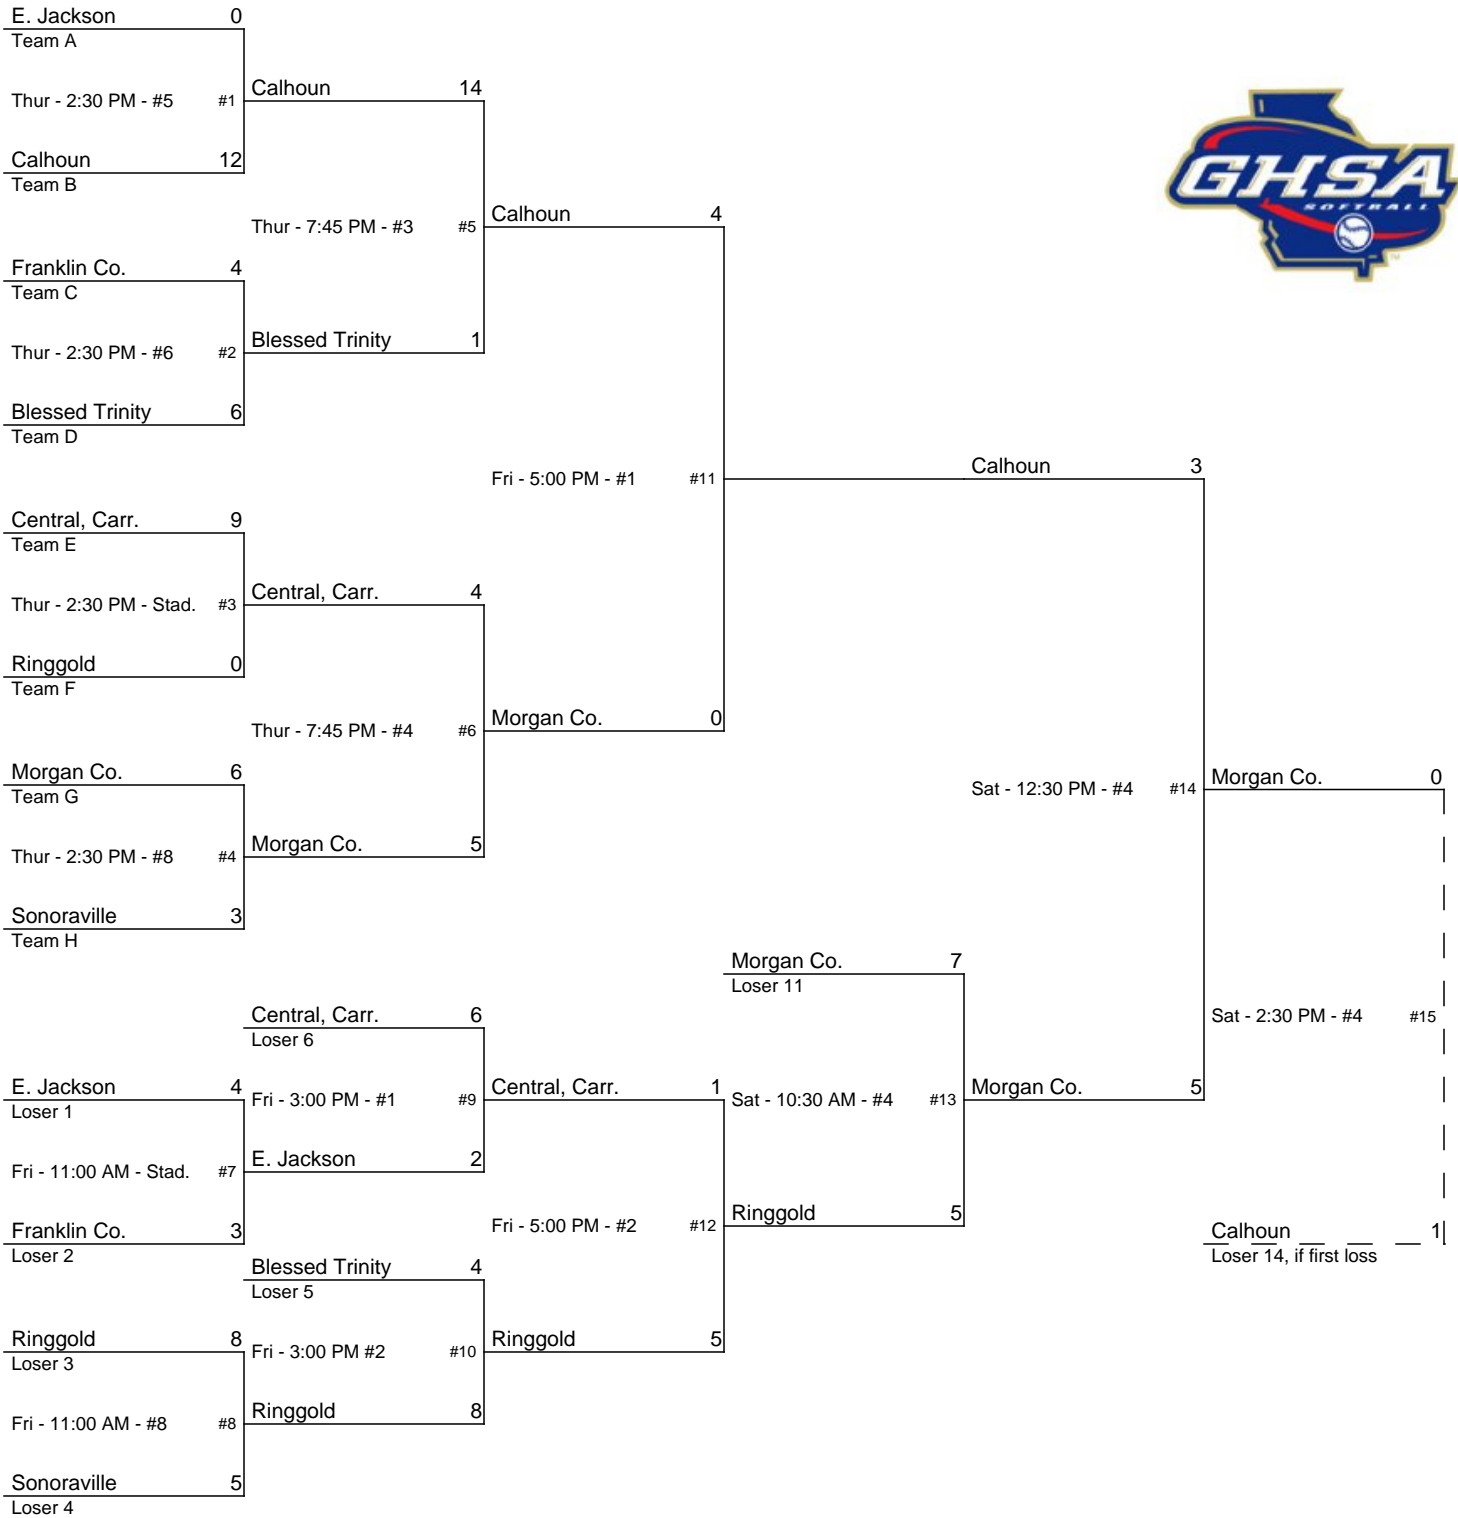 E. Jackson 0
Team A
Thur - 2:30 PM - #5 #1
Calhoun 12
Team B
Calhoun 14
Franklin Co. 4
Team C
Thur - 2:30 PM - #6 #2
Blessed Trinity 6
Team D
Blessed Trinity 1
Thur - 7:45 PM - #3 #5
Calhoun 4
Central, Carr. 9
Team E
Thur - 2:30 PM - Stad. #3
Ringgold 0
Team F
Central, Carr. 4
Morgan Co. 6
Team G
Thur - 2:30 PM - #8 #4
Sonoraville 3
Team H
Morgan Co. 5
Thur - 7:45 PM - #4 #6
Morgan Co. 0
Fri - 5:00 PM - #1 #11
Calhoun 3
GHSA
SOFTBALL
TM
E. Jackson 4
Loser 1
Fri - 11:00 AM - Stad. #7
Franklin Co. 3
Loser 2
Central, Carr. 6
Loser 6
Fri - 3:00 PM - #1 #9
E. Jackson 2
Central, Carr. 1
Ringgold 8
Loser 3
Fri - 11:00 AM - #8 #8
Sonoraville 5
Loser 4
Blessed Trinity 4
Loser 5
Fri - 3:00 PM #2 #10
Ringgold 8
Ringgold 5
Fri - 5:00 PM - #2 #12
Morgan Co. 7
Loser 11
Sat - 10:30 AM - #4 #13
Ringgold 5
Morgan Co. 5
Sat - 12:30 PM - #4 #14
Morgan Co. 0
Sat - 2:30 PM - #4 #15
Calhoun 1
Loser 14, if first loss